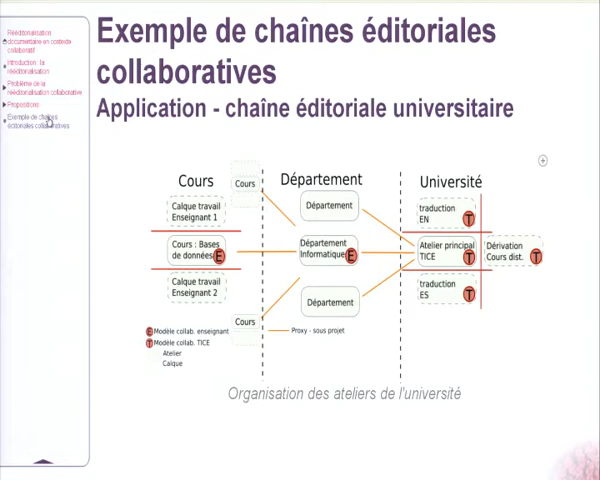 Rééditorialisation
documentaire en contexte
collaboratif
Introduction : la
rééditorialisation
Problème de la
rééditorialisation collaborative
Propositions
Exemple de chaînes
éditoriales collaboratives
Exemple de chaînes éditoriales
collaboratives
Application - chaîne éditoriale universitaire
Cours
Département
Université
Cours
Calque travail
Enseignant 1
Département
traduction
EN
T
Cours : Bases
de données
E
Département
Informatique
E
Atelier principal
TICE
T
Dérivation
Cours dist.
T
Calque travail
Enseignant 2
Département
traduction
ES
T
Cours
E Modèle collab. enseignant
Proxy - sous projet
T Modèle collab. TICE
Atelier
Calque
Organisation des ateliers de l'université